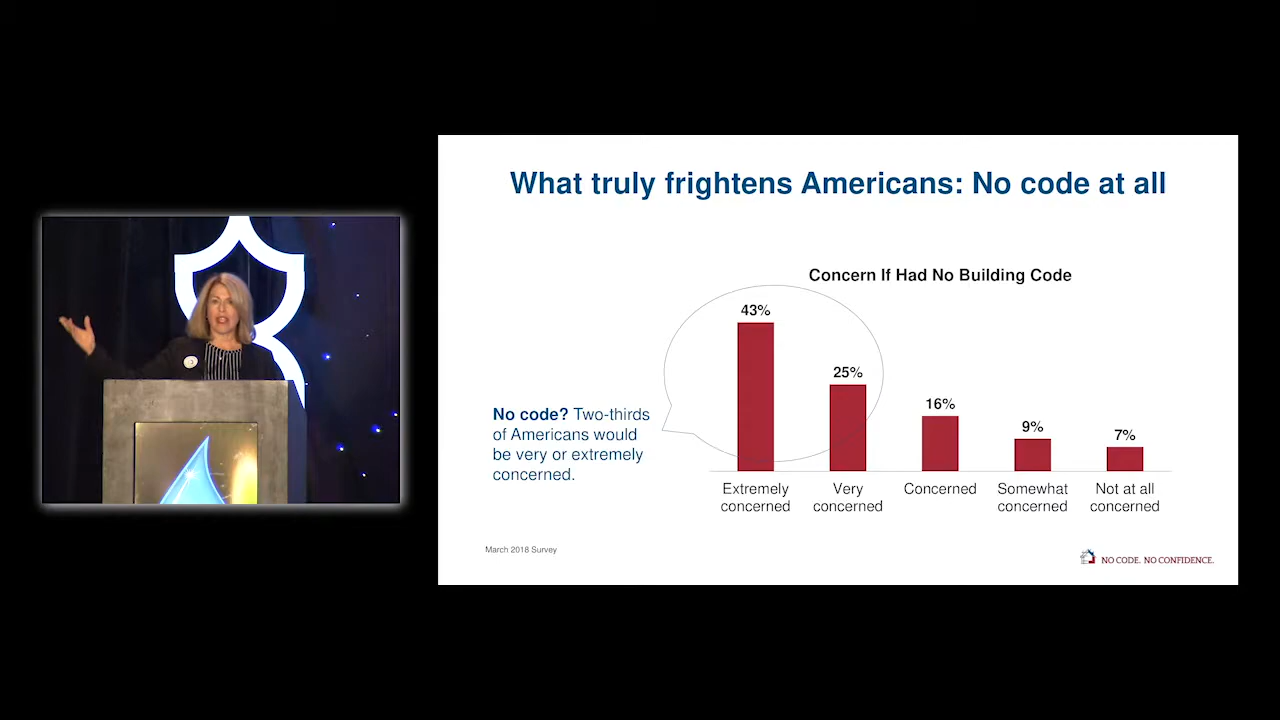 What truly frightens Americans: No code at all
Concern If Had No Building Code
43%
25%
16%
9%
7%
No code? Two-thirds
of Americans would
be very or extremely
concerned.
Extremely
concerned
Very
concerned
Concerned
Somewhat
concerned
Not at all
concerned
March 2018 Survey
NO CODE. NO CONFIDENCE.